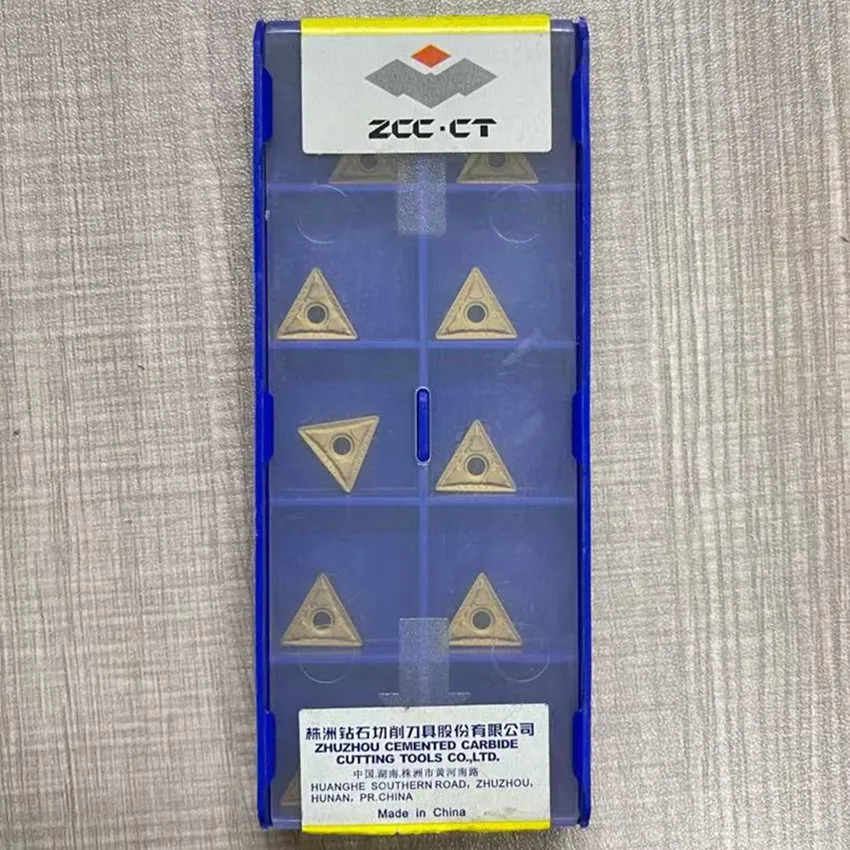 ZCC·CT
株洲钻石切削刀具股份有限公司
ZHUZHOU CEMENTED CARBIDE
CUTTING TOOLS CO.,LTD.
中国.湖南.株洲市黄河南路
HUANGHE SOUTHERN ROAD, ZHUZHOU,
HUNAN, PR.CHINA
Made in China